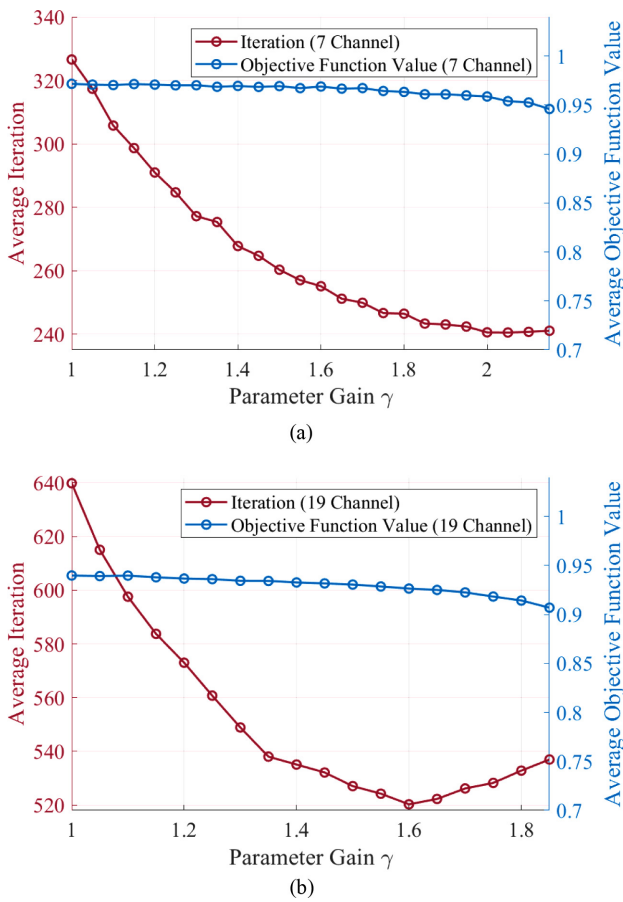 340
320
300
280
260
240
Average Iteration
Iteration (7 Channel)
Objective Function Value (7 Channel)
1
0.95
0.9
0.85
0.8
0.75
0.7
Average Objective Function Value
1 1.2 1.4 1.6 1.8 2
Parameter Gain γ
(a)
640
620
600
580
560
540
520
Average Iteration
Iteration (19 Channel)
Objective Function Value (19 Channel)
1
0.95
0.9
0.85
0.8
0.75
0.7
Average Objective Function Value
1 1.2 1.4 1.6 1.8
Parameter Gain γ
(b)